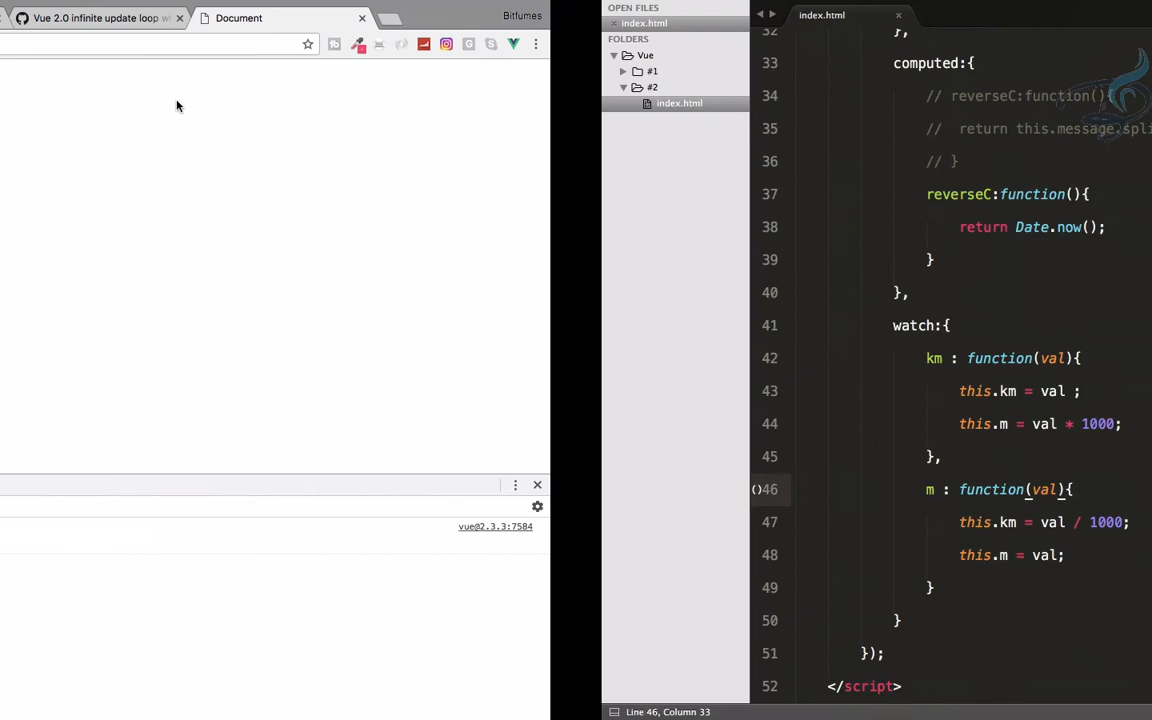 Vue 2.0 infinite update loop wi
Document
Bitfumes
vue@2.3.3:7584
OPEN FILES
index.html
FOLDERS
Vue
#1
#2
index.html
index.html
32 },
33 computed:{
34 // reverseC:function(){
35 // return this.message.spli
36 // }
37 reverseC:function(){
38 return Date.now();
39 }
40 },
41 watch:{
42 km : function(val){
43 this.km = val ;
44 this.m = val * 1000;
45 },
46 m : function(val){
47 this.km = val / 1000;
48 this.m = val;
49 }
50 }
51 });
52 </script>
Line 46, Column 33